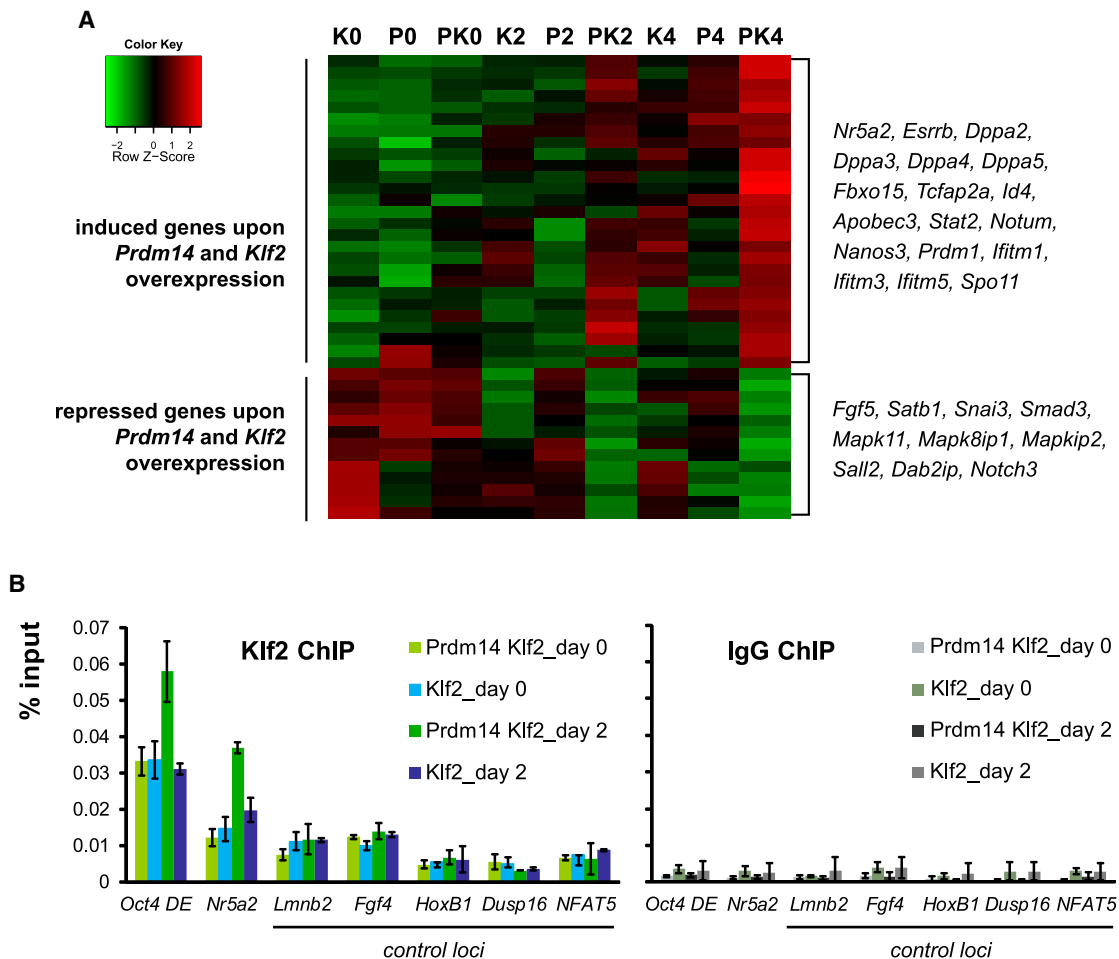 A
K0 P0 PK0 K2 P2 PK2 K4 P4 PK4
Color Key
−2 0 1 2
Row Z−Score
induced genes upon
Prdm14 and Klf2
overexpression
Nr5a2, Esrrb, Dppa2,
Dppa3, Dppa4, Dppa5,
Fbxo15, Tcfap2a, Id4,
Apobec3, Stat2, Notum,
Nanos3, Prdm1, Ifitm1,
Ifitm3, Ifitm5, Spo11
repressed genes upon
Prdm14 and Klf2
overexpression
Fgf5, Satb1, Snai3, Smad3,
Mapk11, Mapk8ip1, Mapkip2,
Sall2, Dab2ip, Notch3
B
% input
0.07
0.06
0.05
0.04
0.03
0.02
0.01
0
Klf2 ChIP
Prdm14 Klf2_day 0
Klf2_day 0
Prdm14 Klf2_day 2
Klf2_day 2
Oct4 DE Nr5a2 Lmnb2 Fgf4 HoxB1 Dusp16 NFAT5
control loci
IgG ChIP
Prdm14 Klf2_day 0
Klf2_day 0
Prdm14 Klf2_day 2
Klf2_day 2
Oct4 DE Nr5a2 Lmnb2 Fgf4 HoxB1 Dusp16 NFAT5
control loci